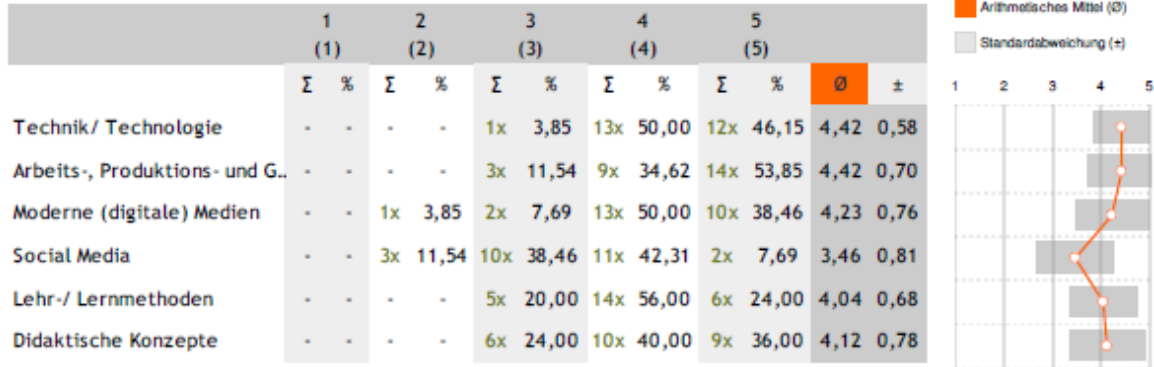 1 2 3 4 5
(1) (2) (3) (4) (5)
Σ % Σ % Σ % Σ % Σ % Ø ±
Technik/ Technologie - - - - 1x 3,85 13x 50,00 12x 46,15 4,42 0,58
Arbeits-, Produktions- und G.. - - - - 3x 11,54 9x 34,62 14x 53,85 4,42 0,70
Moderne (digitale) Medien - - 1x 3,85 2x 7,69 13x 50,00 10x 38,46 4,23 0,76
Social Media - - 3x 11,54 10x 38,46 11x 42,31 2x 7,69 3,46 0,81
Lehr-/ Lernmethoden - - - - 5x 20,00 14x 56,00 6x 24,00 4,04 0,68
Didaktische Konzepte - - - - 6x 24,00 10x 40,00 9x 36,00 4,12 0,78
Arithmetisches Mittel (Ø)
Standardabweichung (±)
1 2 3 4 5